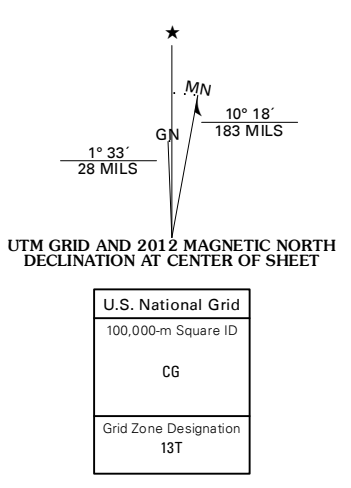 ★
MN
GN
10° 18´
183 MILS
1° 33´
28 MILS
UTM GRID AND 2012 MAGNETIC NORTH
DECLINATION AT CENTER OF SHEET
U.S. National Grid
100,000-m Square ID
CG
Grid Zone Designation
13T